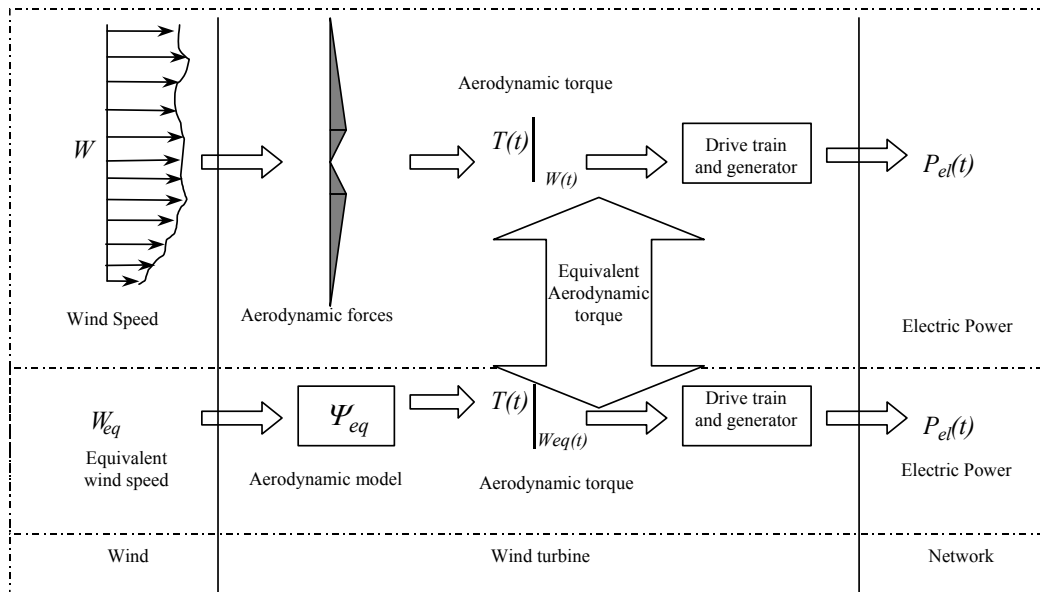 Aerodynamic torque
W
T(t)
W(t)
Drive train
and generator
P_el(t)
Equivalent
Aerodynamic
torque
Wind Speed
Aerodynamic forces
Electric Power
W_eq
Ψ_eq
T(t)
Weq(t)
Drive train
and generator
P_el(t)
Equivalent
wind speed
Aerodynamic model
Aerodynamic torque
Electric Power
Wind
Wind turbine
Network